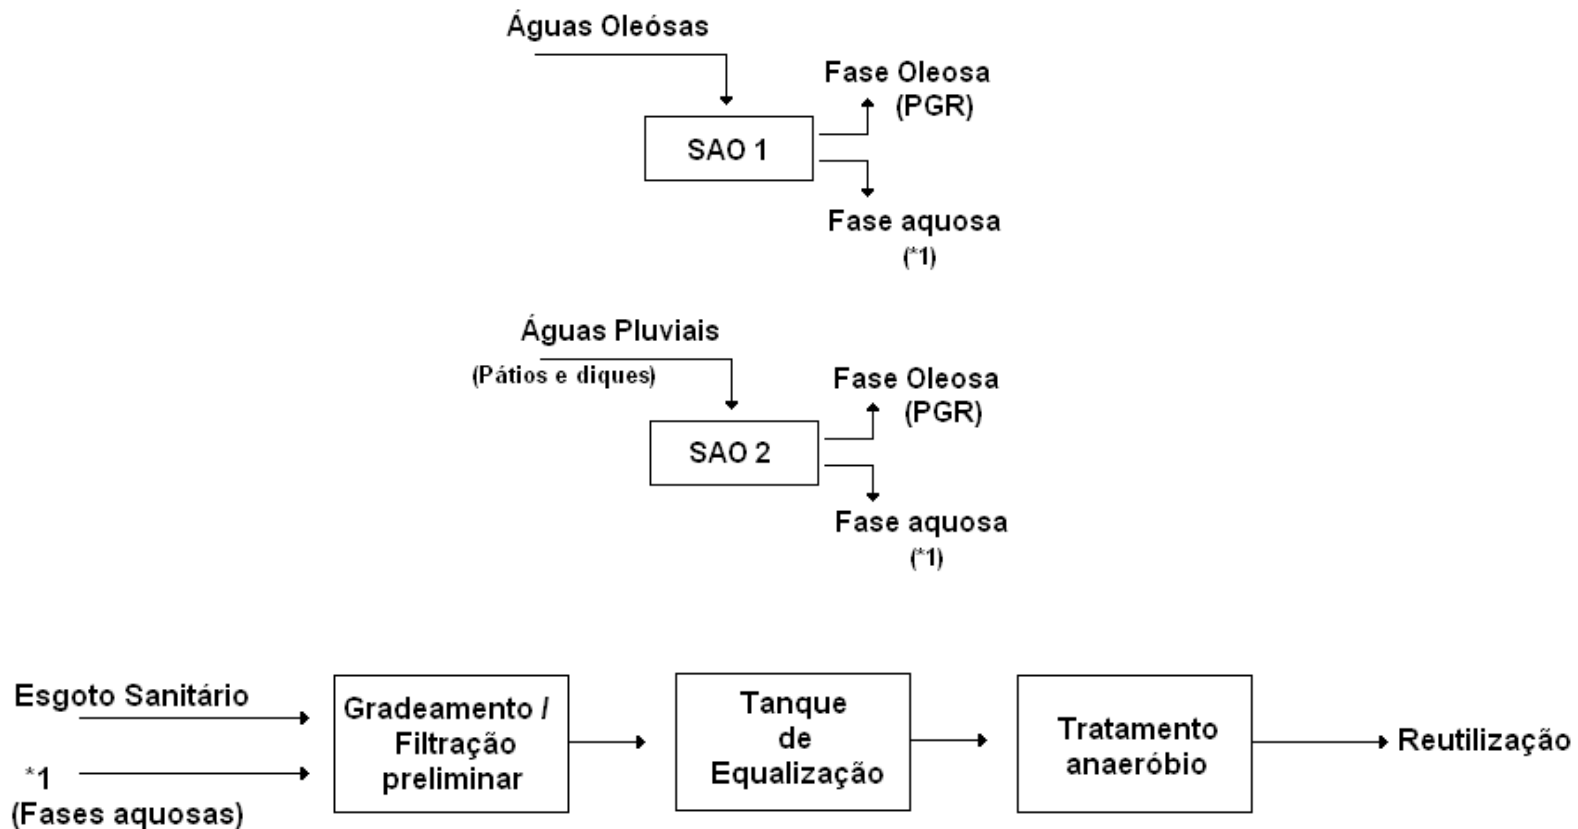 Águas Oleósas
Fase Oleosa
(PGR)
SAO 1
Fase aquosa
(*1)
Águas Pluviais
(Pátios e diques)
Fase Oleosa
(PGR)
SAO 2
Fase aquosa
(*1)
Esgoto Sanitário
*1
(Fases aquosas)
Gradeamento /
Filtração
preliminar
Tanque
de
Equalização
Tratamento
anaeróbio
Reutilização